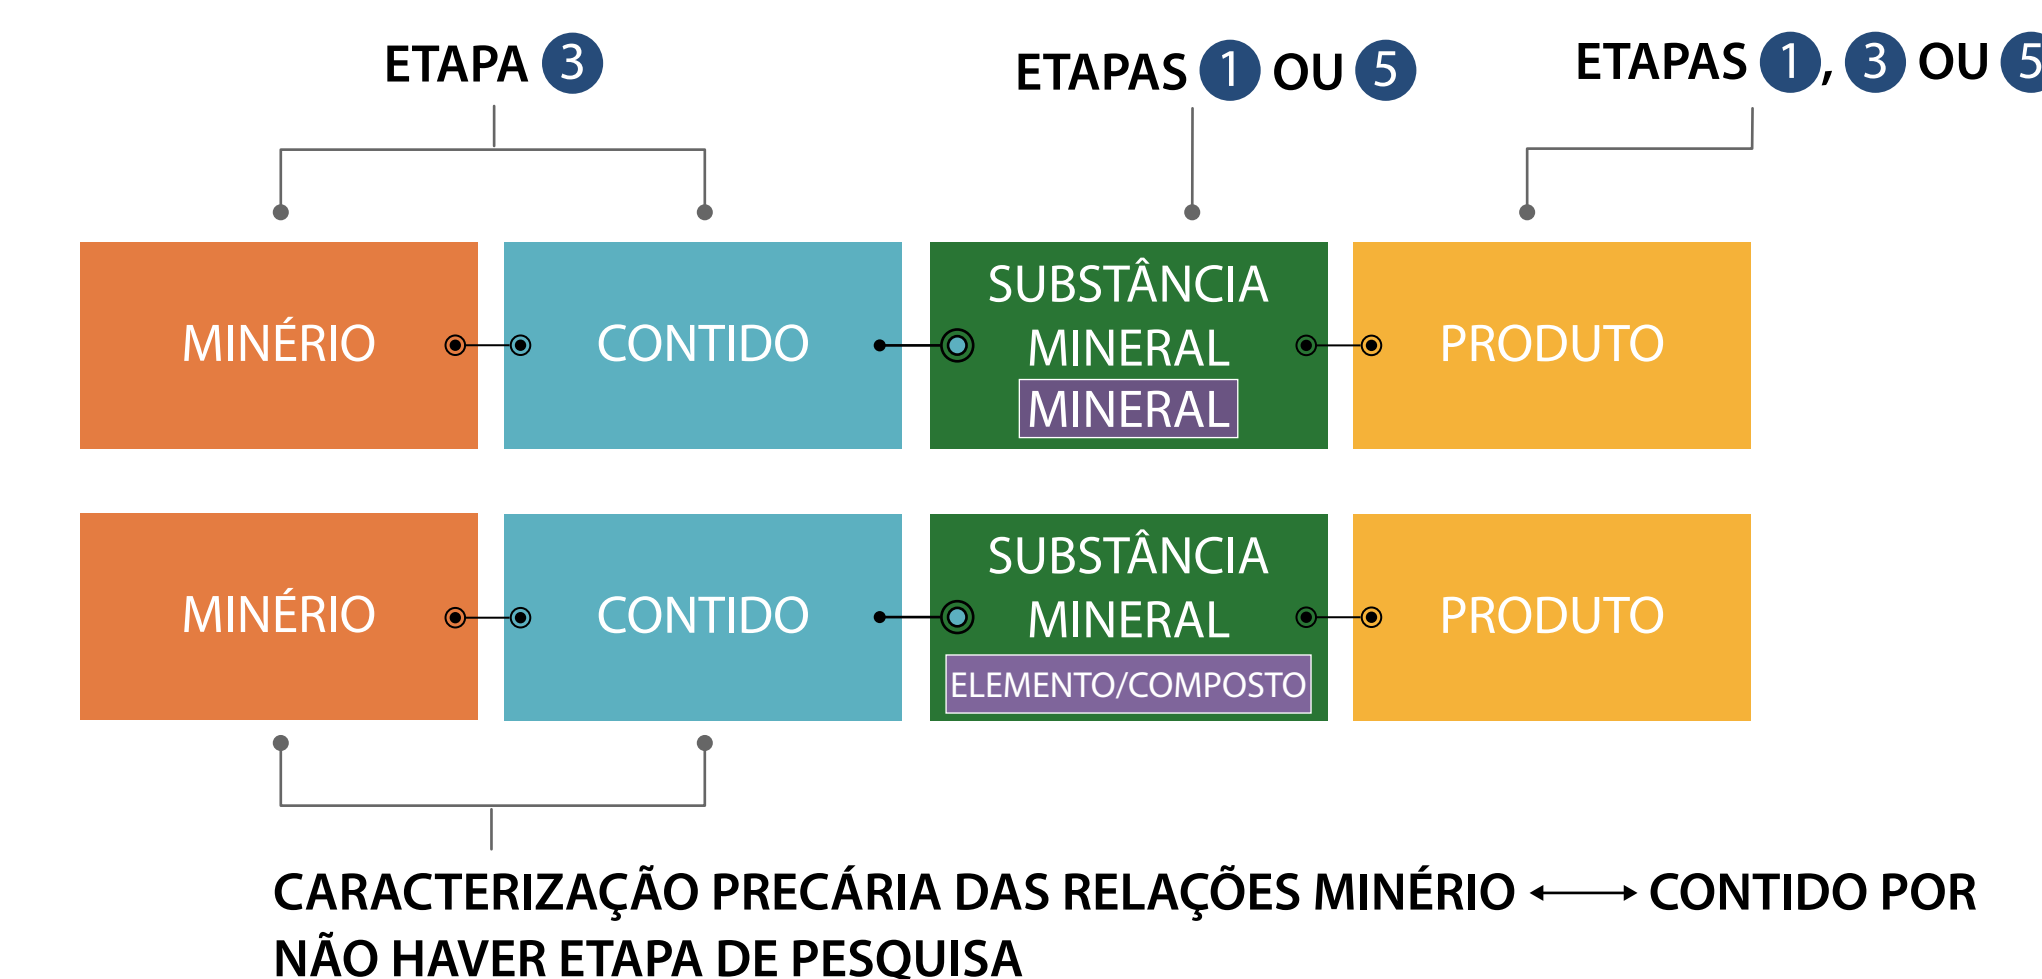 ETAPA 3
ETAPAS 1 OU 5
ETAPAS 1, 3 OU 5
MINÉRIO
CONTIDO
SUBSTÂNCIA
MINERAL
MINERAL
PRODUTO
MINÉRIO
CONTIDO
SUBSTÂNCIA
MINERAL
ELEMENTO/COMPOSTO
PRODUTO
CARACTERIZAÇÃO PRECÁRIA DAS RELAÇÕES MINÉRIO ⟷ CONTIDO POR
NÃO HAVER ETAPA DE PESQUISA